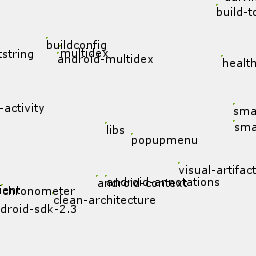 build-to
buildconfig
tstring
multidex
android-multidex
health
-activity
sma
libs
sma
popupmenu
visual-artifact
android-context
android-annotations
chronometer
clean-architecture
droid-sdk-2.3